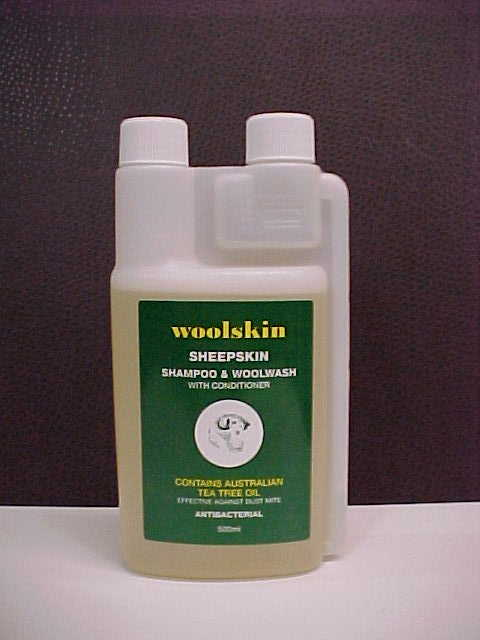 woolskin
SHEEPSKIN
SHAMPOO & WOOLWASH
WITH CONDITIONER
CONTAINS AUSTRALIAN
TEA TREE OIL
EFFECTIVE AGAINST DUST MITE
ANTIBACTERIAL
500ml